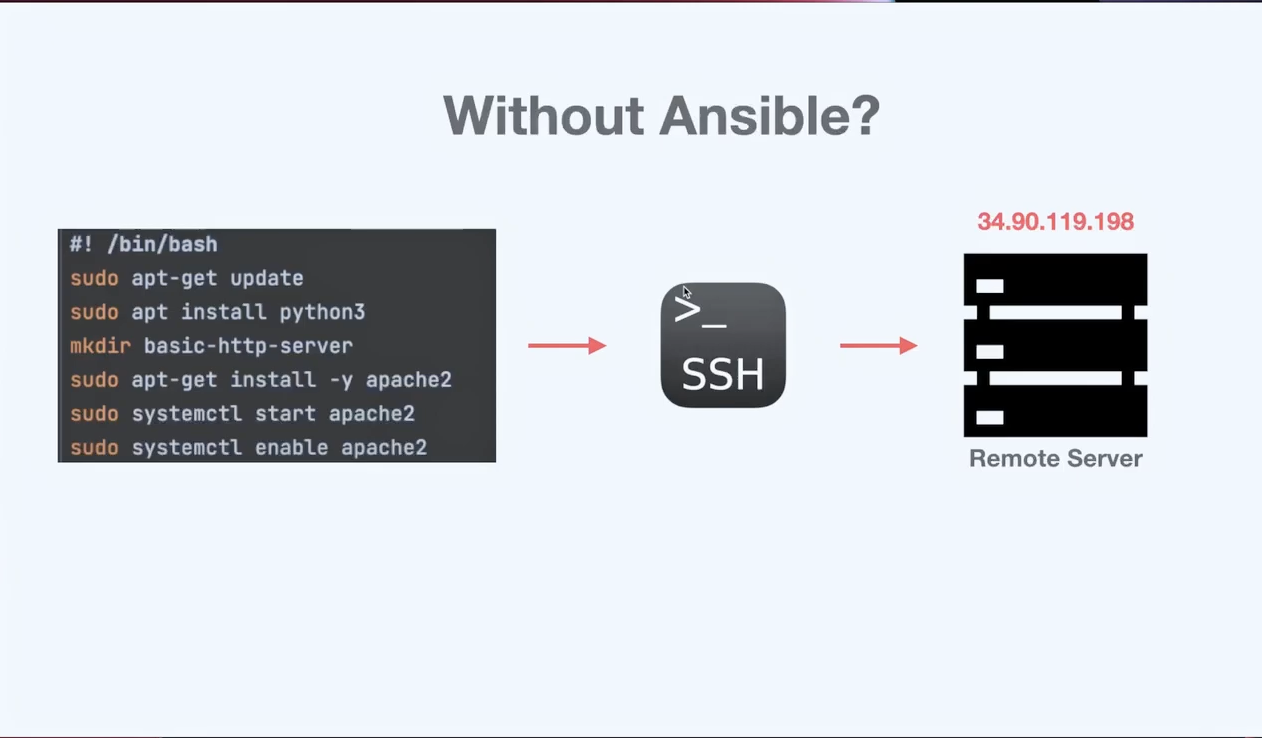 Without Ansible?
#! /bin/bash
sudo apt-get update
sudo apt install python3
mkdir basic-http-server
sudo apt-get install -y apache2
sudo systemctl start apache2
sudo systemctl enable apache2
>_
SSH
34.90.119.198
Remote Server